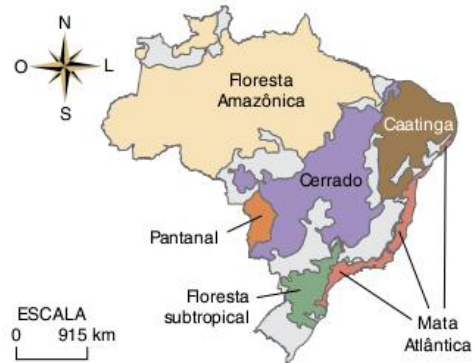 N
O
L
S
Floresta
Amazônica
Caatinga
Cerrado
Pantanal
Floresta
subtropical
Mata
Atlântica
ESCALA
0 915 km